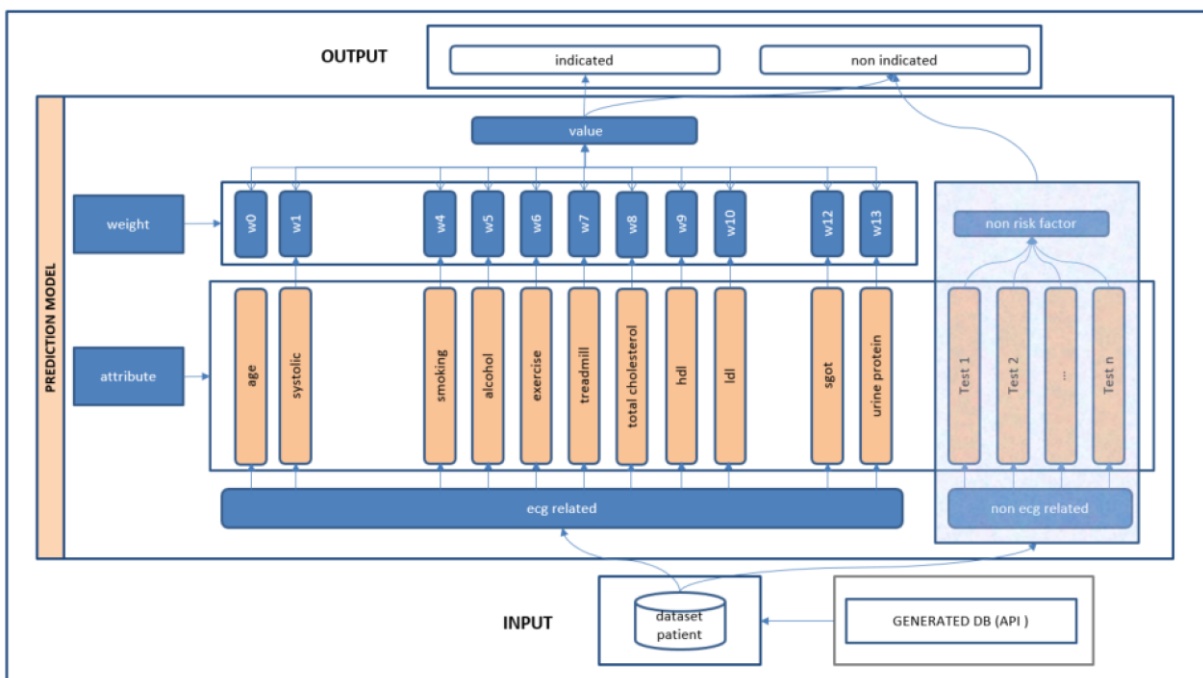 OUTPUT
indicated
non indicated
PREDICTION MODEL
value
weight
w0
w1
w4
w5
w6
w7
w8
w9
w10
w12
w13
non risk factor
attribute
age
systolic
smoking
alcohol
exercise
treadmill
total cholesterol
hdl
ldl
sgot
urine protein
Test 1
Test 2
...
Test n
ecg related
non ecg related
INPUT
dataset
patient
GENERATED DB (API )